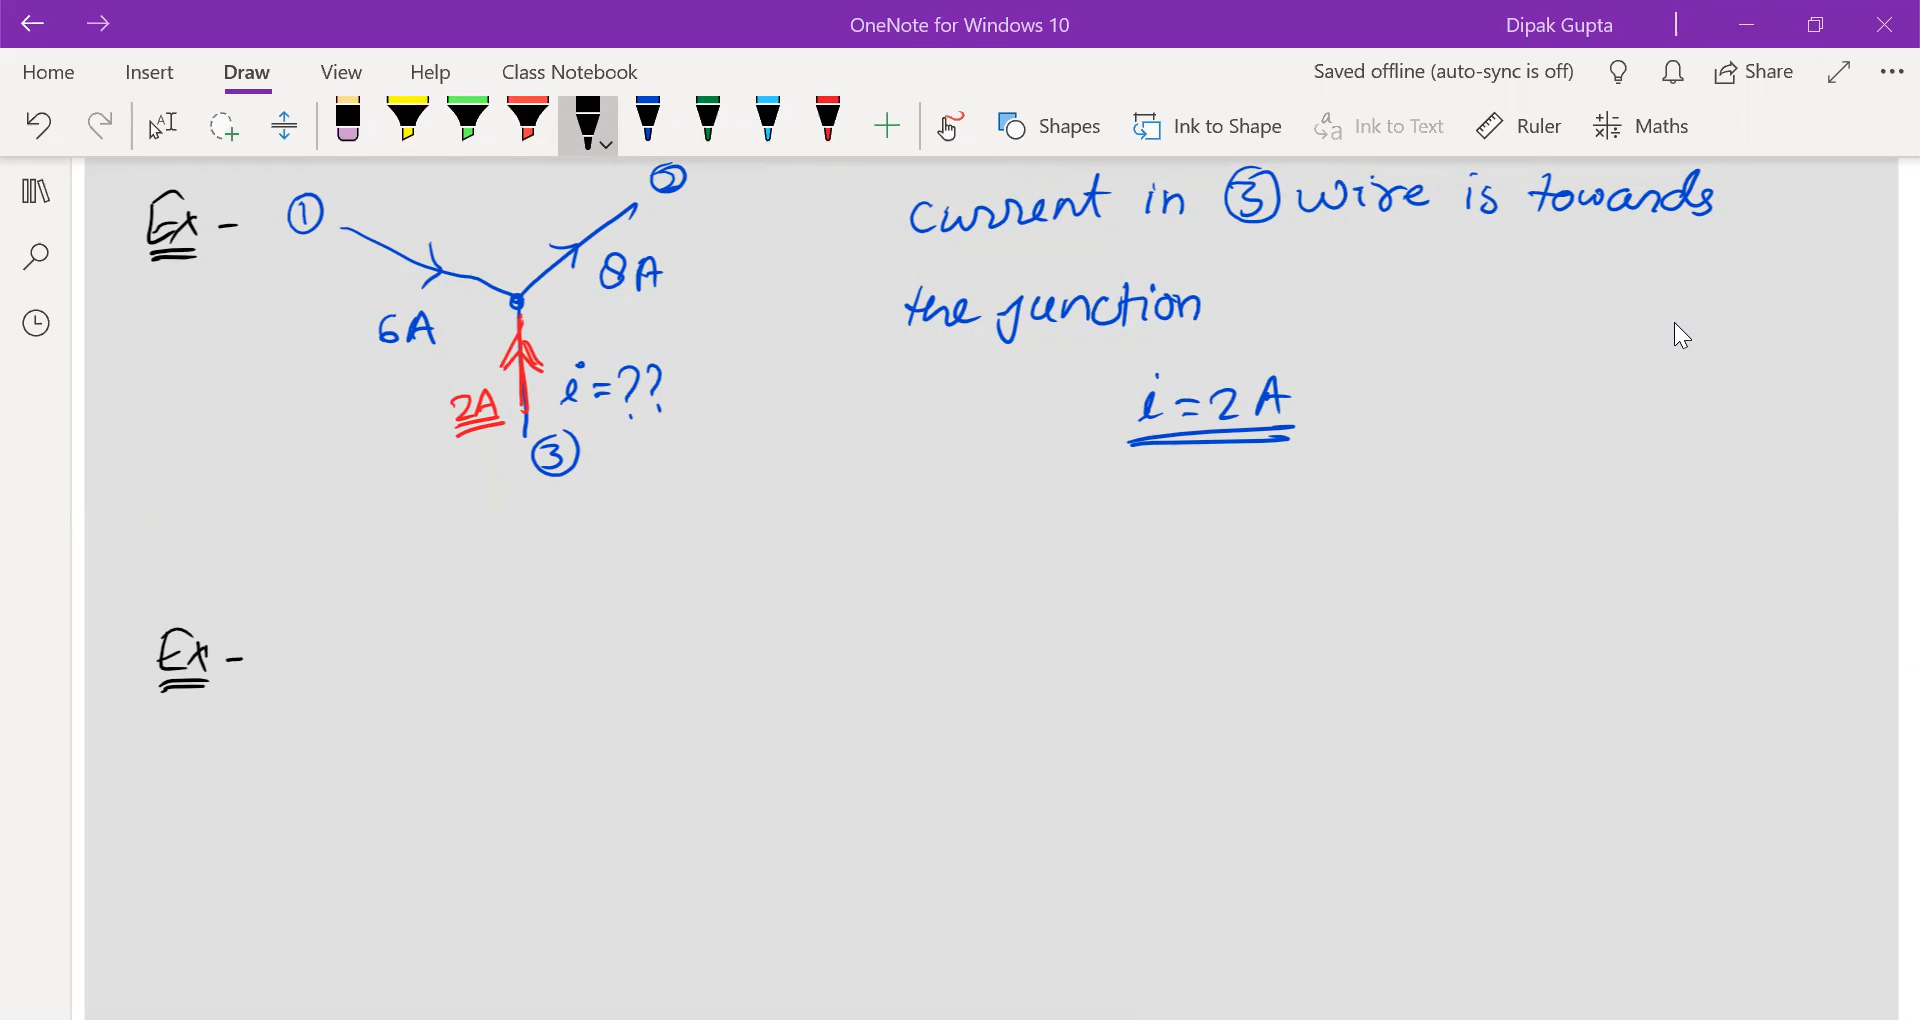 OneNote for Windows 10
Dipak Gupta
Home Insert Draw View Help Class Notebook
Saved offline (auto-sync is off) Share
Shapes Ink to Shape Ink to Text Ruler Maths
Ex -
①
②
6A
8A
2A
i = ??
③
current in ③ wire is towards
the junction
i = 2 A
Ex -